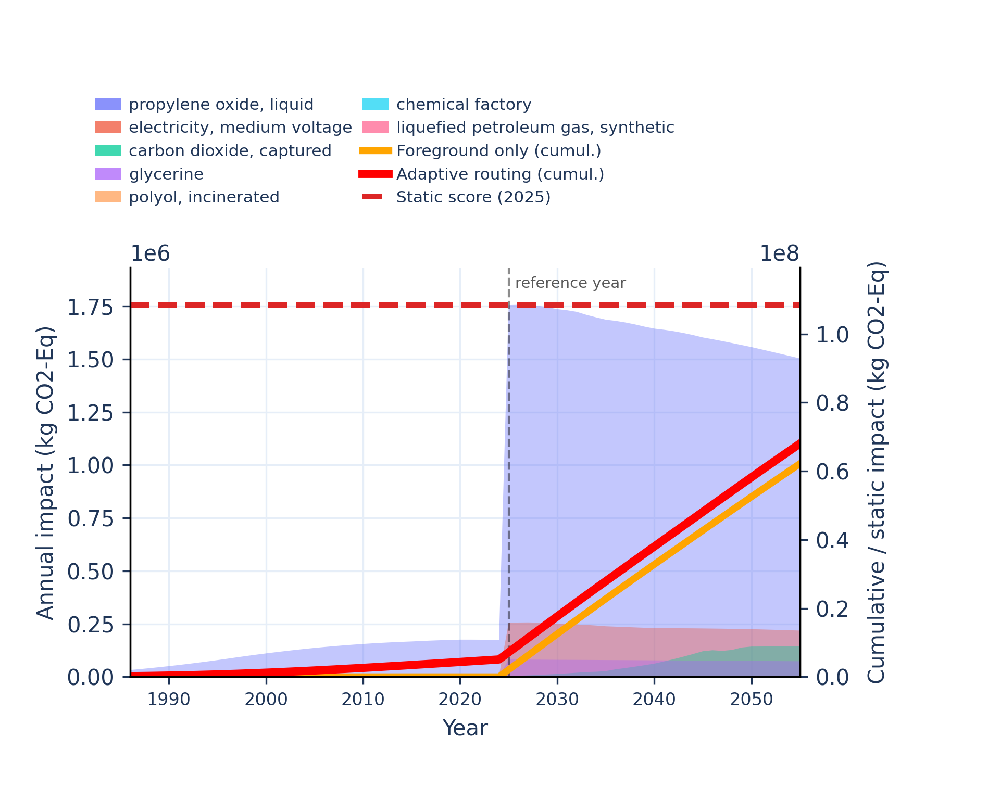 propylene oxide, liquid
electricity, medium voltage
carbon dioxide, captured
glycerine
polyol, incinerated
chemical factory
liquefied petroleum gas, synthetic
Foreground only (cumul.)
Adaptive routing (cumul.)
Static score (2025)
1e6
1e8
reference year
1.75
1.50
1.25
1.00
0.75
0.50
0.25
0.00
Annual impact (kg CO2-Eq)
1.0
0.8
0.6
0.4
0.2
0.0
Cumulative / static impact (kg CO2-Eq)
1990 2000 2010 2020 2030 2040 2050
Year